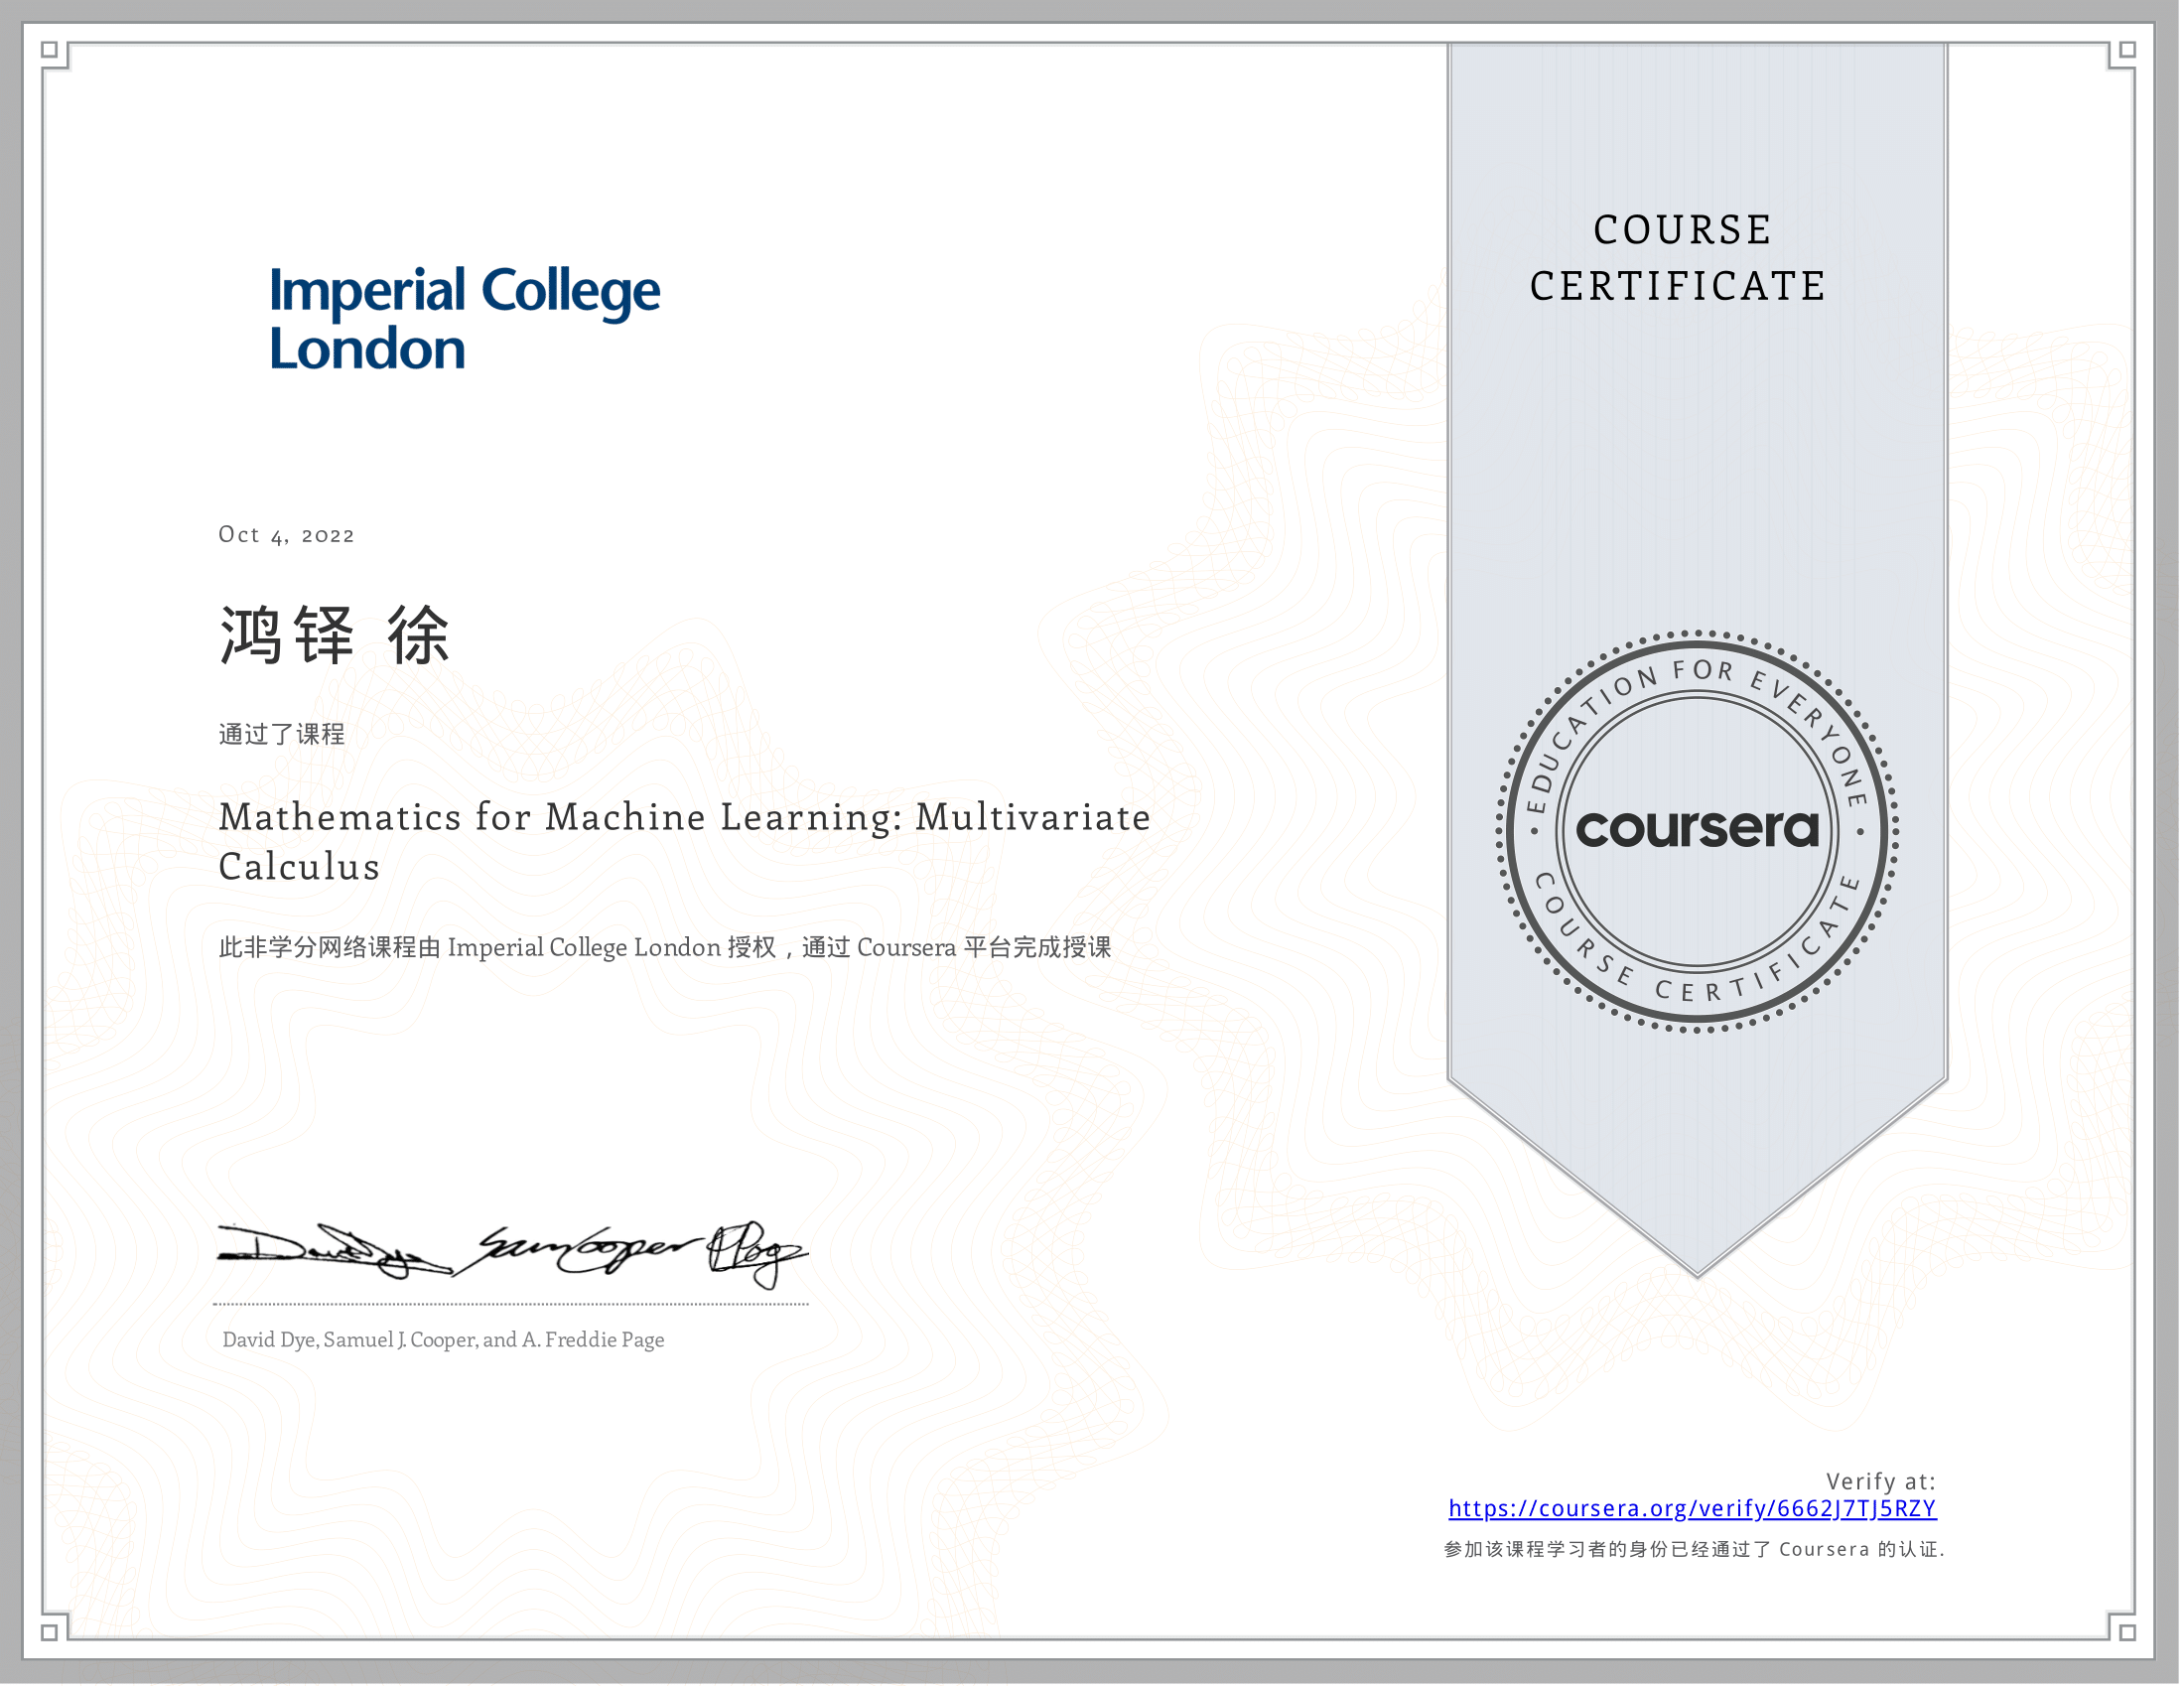 Imperial College
London
COURSE
CERTIFICATE
Oct 4, 2022
鸿铎 徐
通过了课程
Mathematics for Machine Learning: Multivariate
Calculus
此非学分网络课程由 Imperial College London 授权，通过 Coursera 平台完成授课
EDUCATION FOR EVERYONE
coursera
COURSE CERTIFICATE
David Dye Sam Cooper
David Dye, Samuel J. Cooper, and A. Freddie Page
Verify at:
https://coursera.org/verify/6662J7TJ5RZY
参加该课程学习者的身份已经通过了 Coursera 的认证.